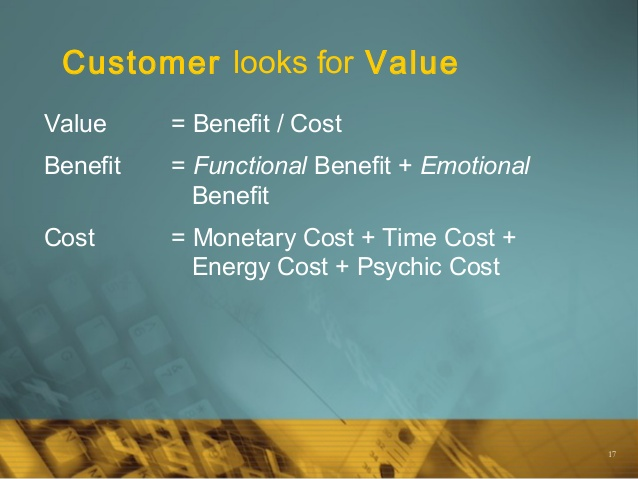 Customer looks for Value
Value = Benefit / Cost
Benefit = Functional Benefit + Emotional
Benefit
Cost = Monetary Cost + Time Cost +
Energy Cost + Psychic Cost
17